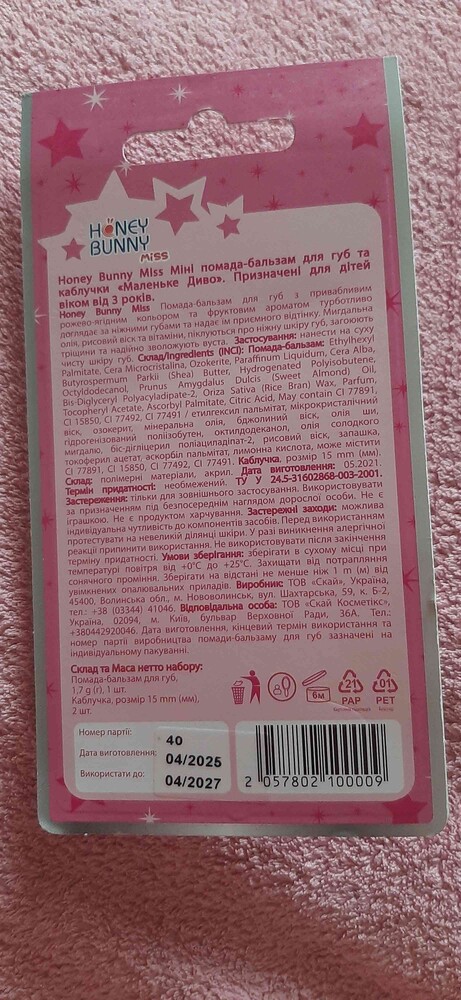 HONEY
BUNNY
Miss
Honey Bunny Miss Міні помада-бальзам для губ та
каблучки «Маленьке Диво». Призначені для дітей
віком від 3 років.
Honey Bunny Miss Помада-бальзам для губ з привабливим
рожево-ягідним кольором та фруктовим ароматом турботливо
доглядає за ніжними губами та надає їм приємного відтінку. Мигдальна
олія, рисовий віск та вітаміни, піклуються про ніжну шкіру губ, загоюють
тріщини та надійно зволожують вуста. Застосування: нанести на суху
чисту шкіру губ. Склад/Ingredients (INCI): Помада-бальзам: Ethylhexyl
Palmitate, Cera Microcristalina, Ozokerite, Paraffinum Liquidum, Cera Alba,
Butyrospermum Parkii (Shea) Butter, Hydrogenated Polyisobutene,
Octyldodecanol, Prunus Amygdalus Dulcis (Sweet Almond) Oil,
Bis-Diglyceryl Polyacyladipate-2, Oriza Sativa (Rice Bran) Wax, Parfum,
Tocopheryl Acetate, Ascorbyl Palmitate, Citric Acid, May contain CI 77891,
CI 15850, CI 77492, CI 77491 / етилгексил пальмітат, мікрокристалічний
віск, озокерит, мінеральна олія, бджолиний віск, олія ши,
гідрогенізований поліізобутен, октилдодеканол, олія солодкого
мигдалю, біс-дігліцерил поліациладіпат-2, рисовий віск, запашка,
токоферил ацетат аскорбіл пальмітат, лимонна кислота, може містити
CI 77891, CI 15850, CI 77492, CI 77491. Каблучка, розмір 15 mm (мм).
Склад: полімерні матеріали, акрил. Дата виготовлення: 05.2021.
Термін придатності: необмежений. ТУ У 24.5-31602868-003-2001.
Застереження: тільки для зовнішнього застосування. Використовувати
за призначенням під безпосереднім наглядом дорослої особи. Не є
іграшкою. Не є продуктом харчування. Застережні заходи: можлива
індивідуальна чутливість до компонентів засобів. Перед використанням
протестувати на невеликій ділянці шкіри. У разі виникнення алергічної
реакції припинити використання. Не використовувати після закінчення
терміну придатності. Умови зберігання: зберігати в сухому місці при
температурі повітря від +0°C до +25°C. Захищати від потрапляння
сонячного проміння. Зберігати на відстані не менше ніж 1 m (м) від
увімкнених опалювальних приладів. Виробник: ТОВ «Скай», Україна,
45400, Волинська обл., м. Нововолинськ, вул. Шахтарська, 59, к. Б-2,
тел.: +38 (03344) 41046. Відповідальна особа: ТОВ «Скай Косметікс»,
Україна, 02094, м. Київ, бульвар Верховної Ради, 36А. Тел.:
+380442920046. Дата виготовлення, кінцевий термін використання та
номер партії виробництва помади-бальзаму для губ зазначені на
індивідуальному пакуванні.
Склад та Маса нетто набору:
Помада-бальзам для губ,
1,7 g (г), 1 шт.
Каблучка, розмір 15 mm (мм),
2 шт.
6M
21
PAP
01
PET
Номер партії:
40
Дата виготовлення:
04/2025
Використати до:
04/2027
2 057802 100009